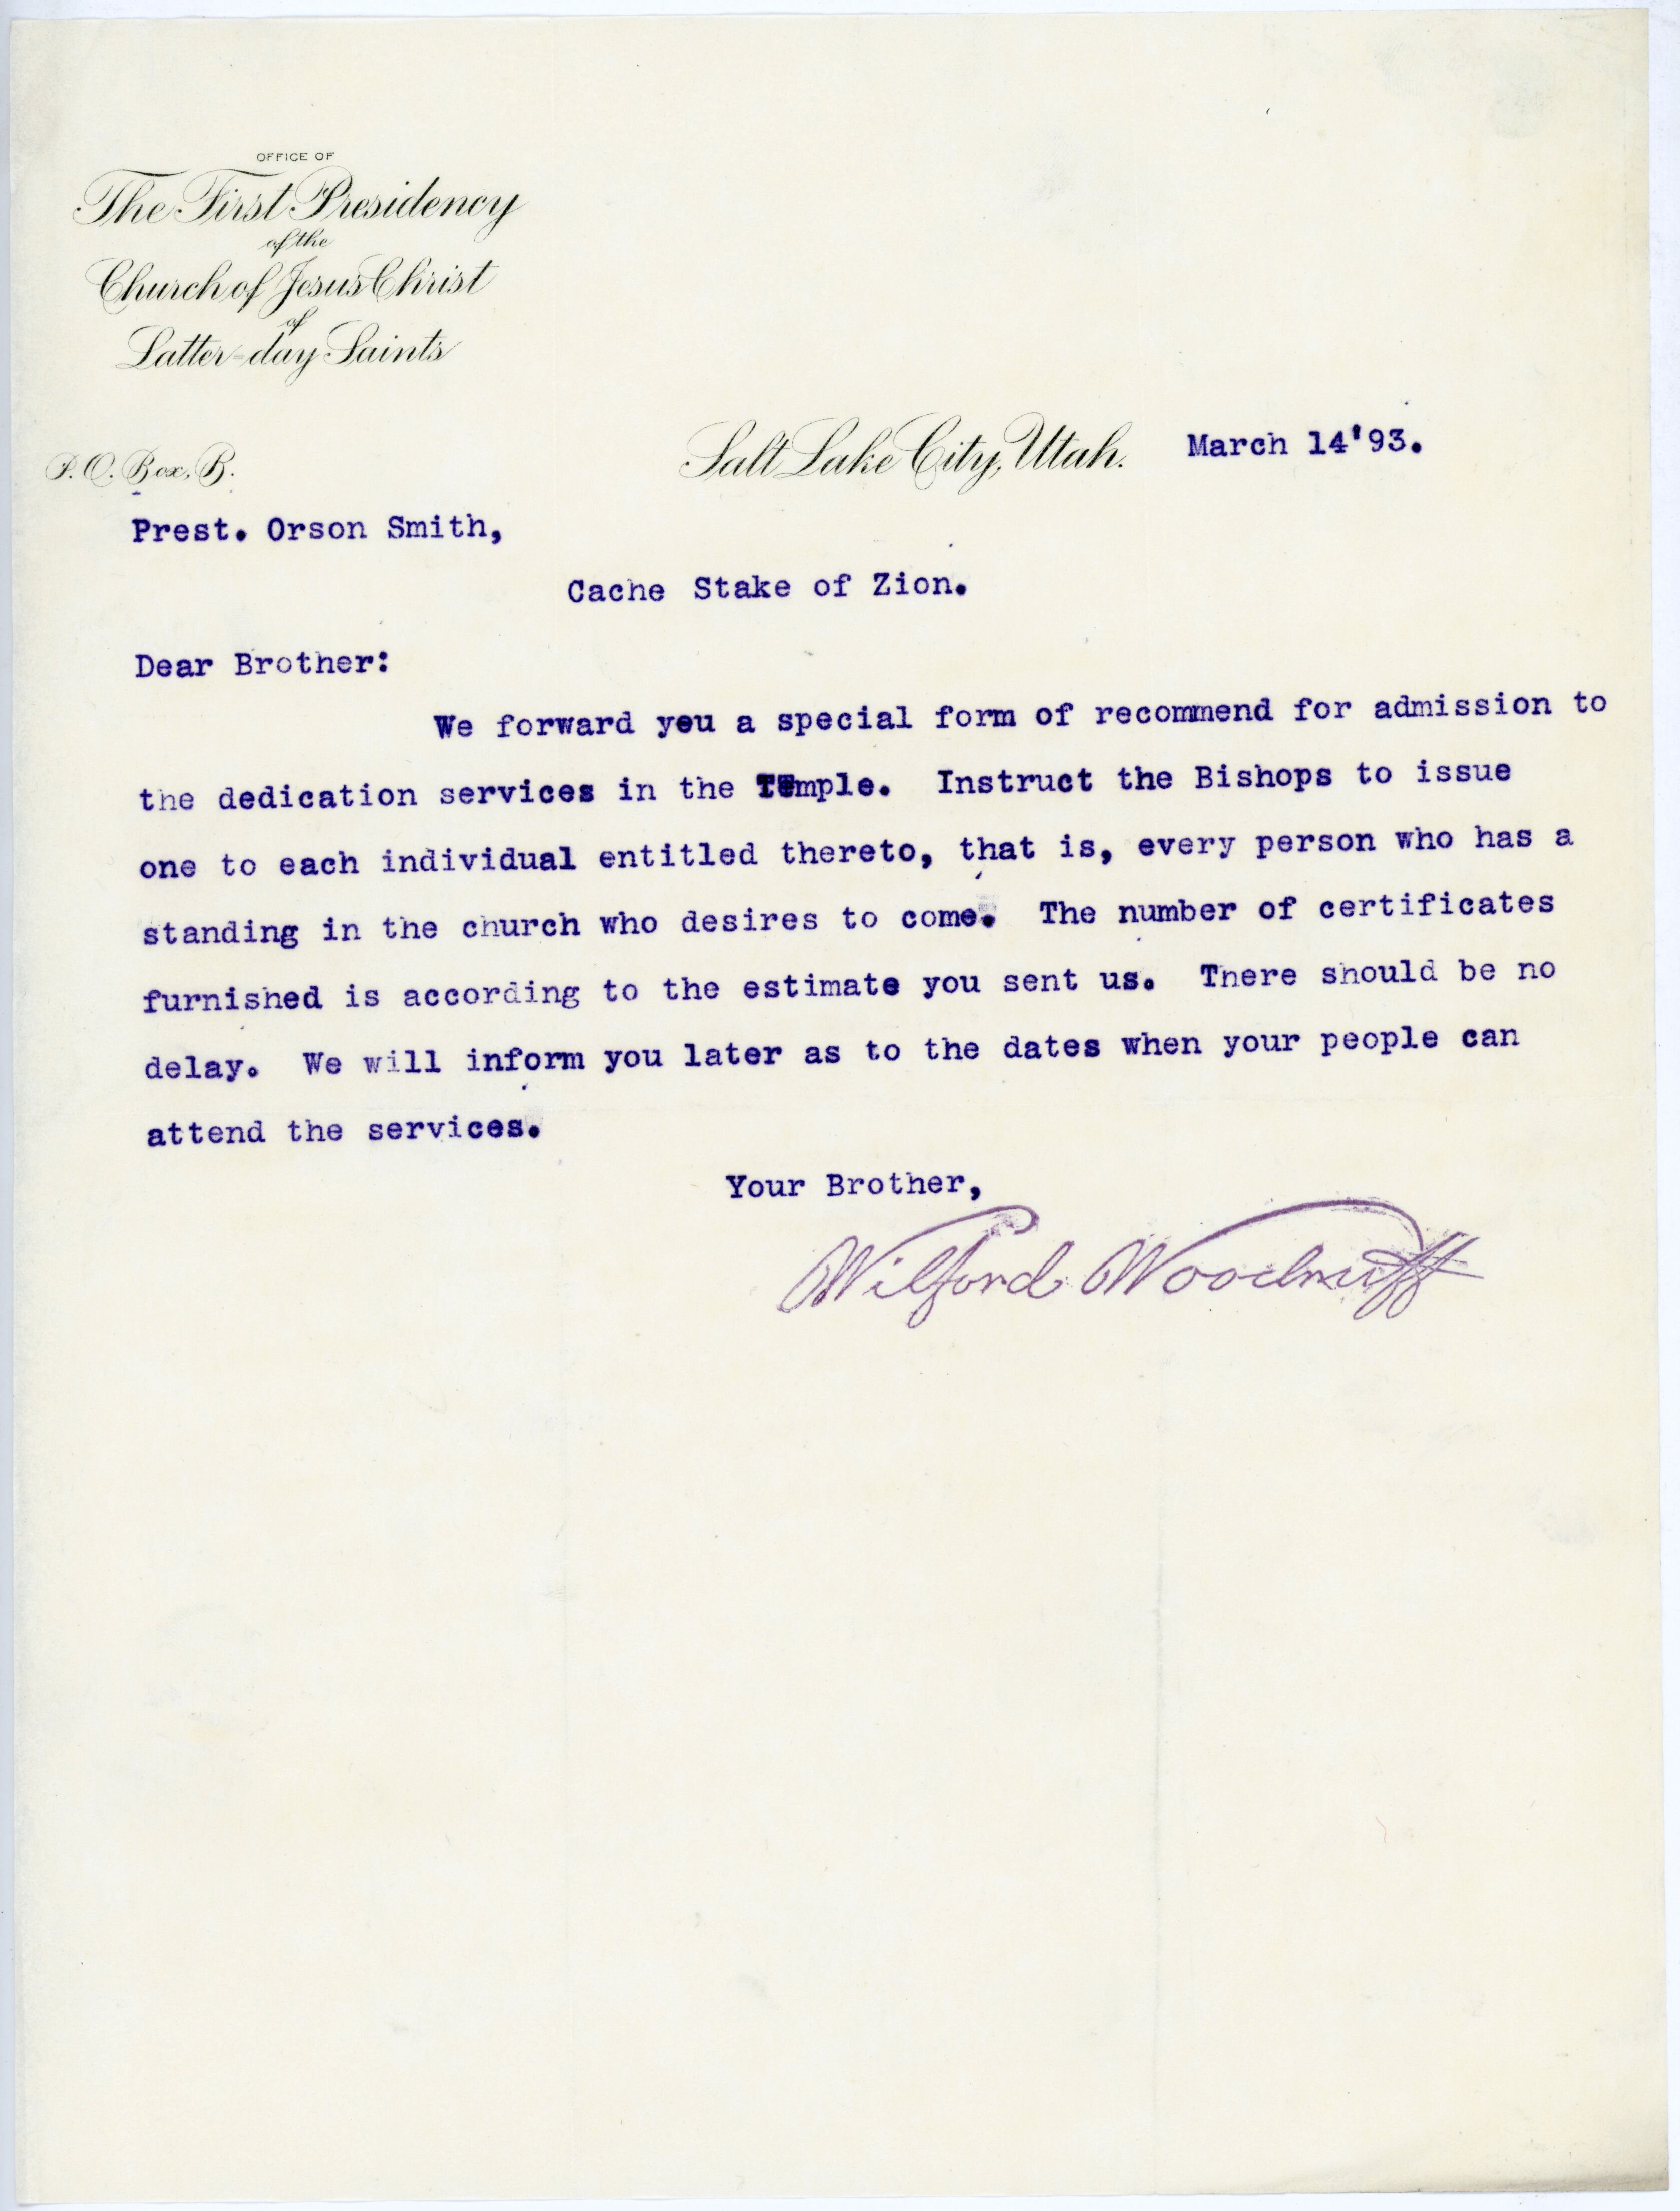 OFFICE OF
The First Presidency
of the
Church of Jesus Christ
of
Latter-day Saints
P. O. Box, B.
Salt Lake City, Utah. March 14'93.
Prest. Orson Smith,
Cache Stake of Zion.
Dear Brother:
We forward you a special form of recommend for admission to
the dedication services in the Temple. Instruct the Bishops to issue
one to each individual entitled thereto, that is, every person who has a
standing in the church who desires to come. The number of certificates
furnished is according to the estimate you sent us. There should be no
delay. We will inform you later as to the dates when your people can
attend the services.
Your Brother,
Wilford Woodruff